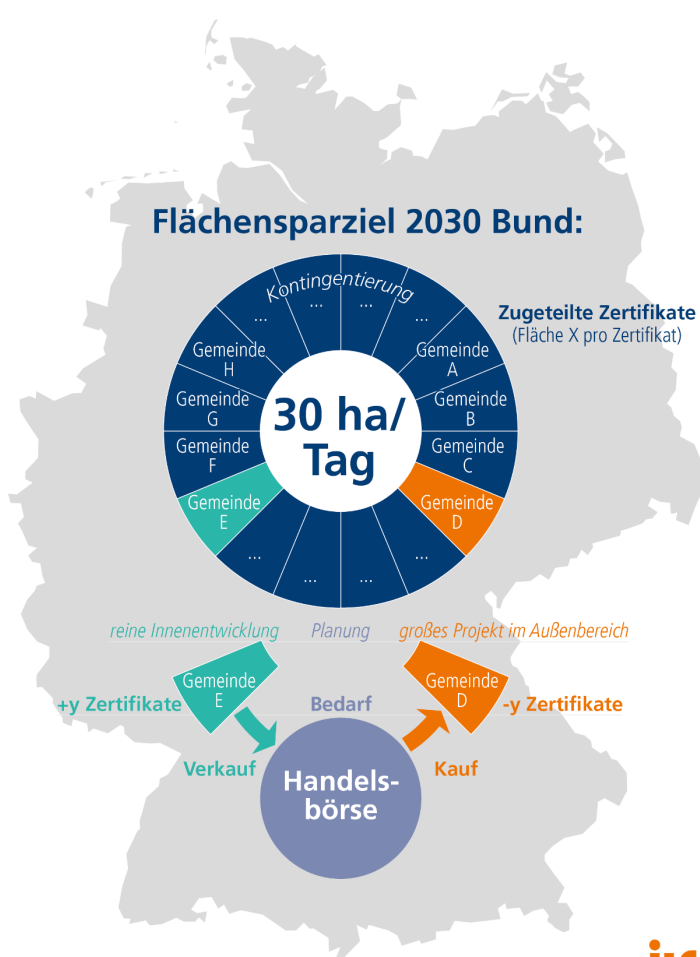 Flächensparziel 2030 Bund:
Kontingentierung
...
...
...
...
Zugeteilte Zertifikate
(Fläche X pro Zertifikat)
Gemeinde
H
Gemeinde
A
Gemeinde
G
Gemeinde
B
30 ha/
Tag
Gemeinde
F
Gemeinde
C
Gemeinde
E
Gemeinde
D
...
...
...
...
reine Innenentwicklung
Planung
großes Projekt im Außenbereich
Gemeinde
E
Gemeinde
D
+y Zertifikate
Bedarf
-y Zertifikate
Verkauf
Kauf
Handels-
börse